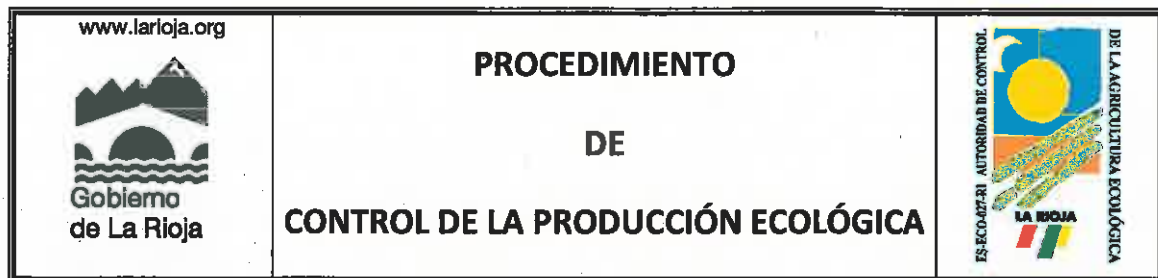 www.larioja.org
Gobierno
de La Rioja
PROCEDIMIENTO
DE
CONTROL DE LA PRODUCCIÓN ECOLÓGICA
ES-ECO-027-RI AUTORIDAD DE CONTROL
DE LA AGRICULTURA ECOLÓGICA
LA RIOJA